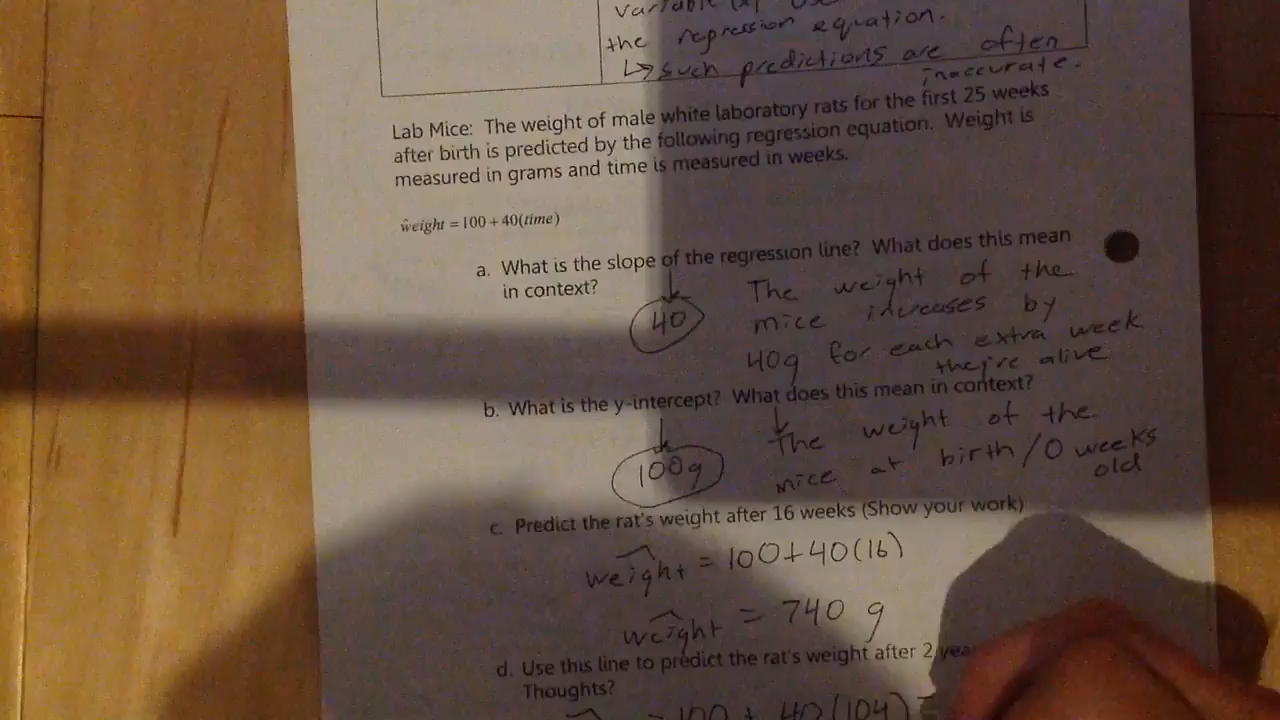 variable (x) use
the regression equation.
↳ such predictions are often
inaccurate.
Lab Mice: The weight of male white laboratory rats for the first 25 weeks
after birth is predicted by the following regression equation. Weight is
measured in grams and time is measured in weeks.
ŵeight = 100 + 40(time)
a. What is the slope of the regression line? What does this mean
in context?
40
The weight of the
mice increases by
40g for each extra week
they're alive
b. What is the y-intercept? What does this mean in context?
100g
The weight of the
mice at birth / 0 weeks
old
c. Predict the rat's weight after 16 weeks (Show your work)
weight = 100+40(16)
weight = 740 g
d. Use this line to predict the rat's weight after 2
Thoughts?
= 100 + 40(104) =